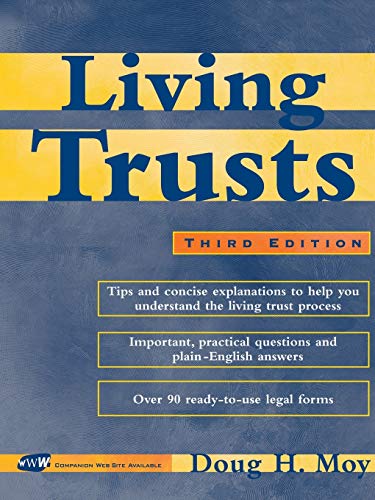 Living
Trusts
THIRD EDITION
Tips and concise explanations to help you
understand the living trust process
Important, practical questions and
plain-English answers
Over 90 ready-to-use legal forms
WWW
COMPANION WEB SITE AVAILABLE
Doug H. Moy